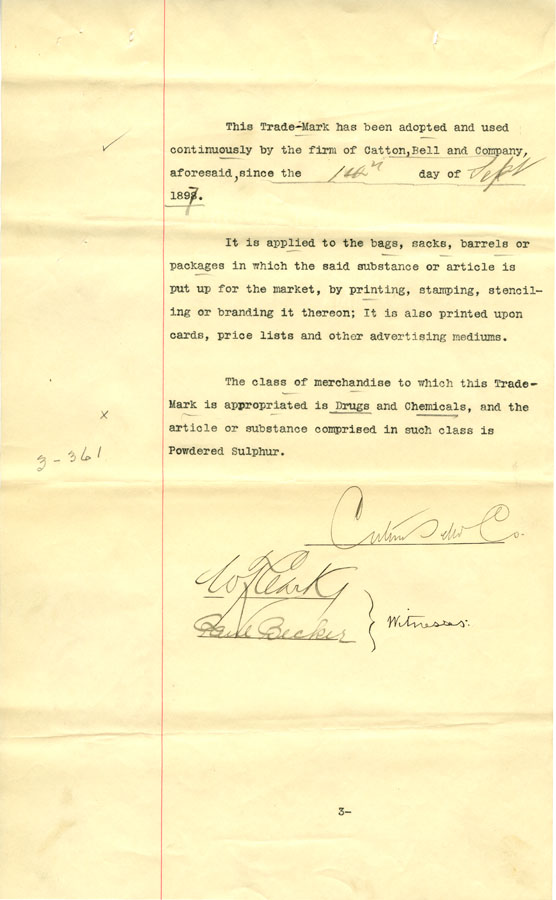 This Trade-Mark has been adopted and used
continuously by the firm of Catton,Bell and Company,
aforesaid,since the day of Sept
1897.
It is applied to the bags, sacks, barrels or
packages in which the said substance or article is
put up for the market, by printing, stamping, stencil-
ing or branding it thereon; It is also printed upon
cards, price lists and other advertising mediums.
The class of merchandise to which this Trade-
Mark is appropriated is Drugs and Chemicals, and the
x
article or substance comprised in such class is
3-361
Powdered Sulphur.
Co.
Clark
Becker
Witnesses.
3-